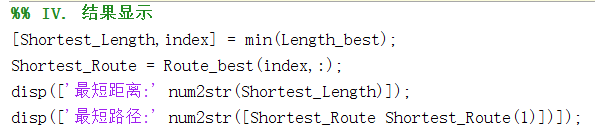 %% IV. 结果显示
[Shortest_Length,index] = min(Length_best);
Shortest_Route = Route_best(index,:);
disp(['最短距离:' num2str(Shortest_Length)]);
disp(['最短路径:' num2str([Shortest_Route Shortest_Route(1)])]);